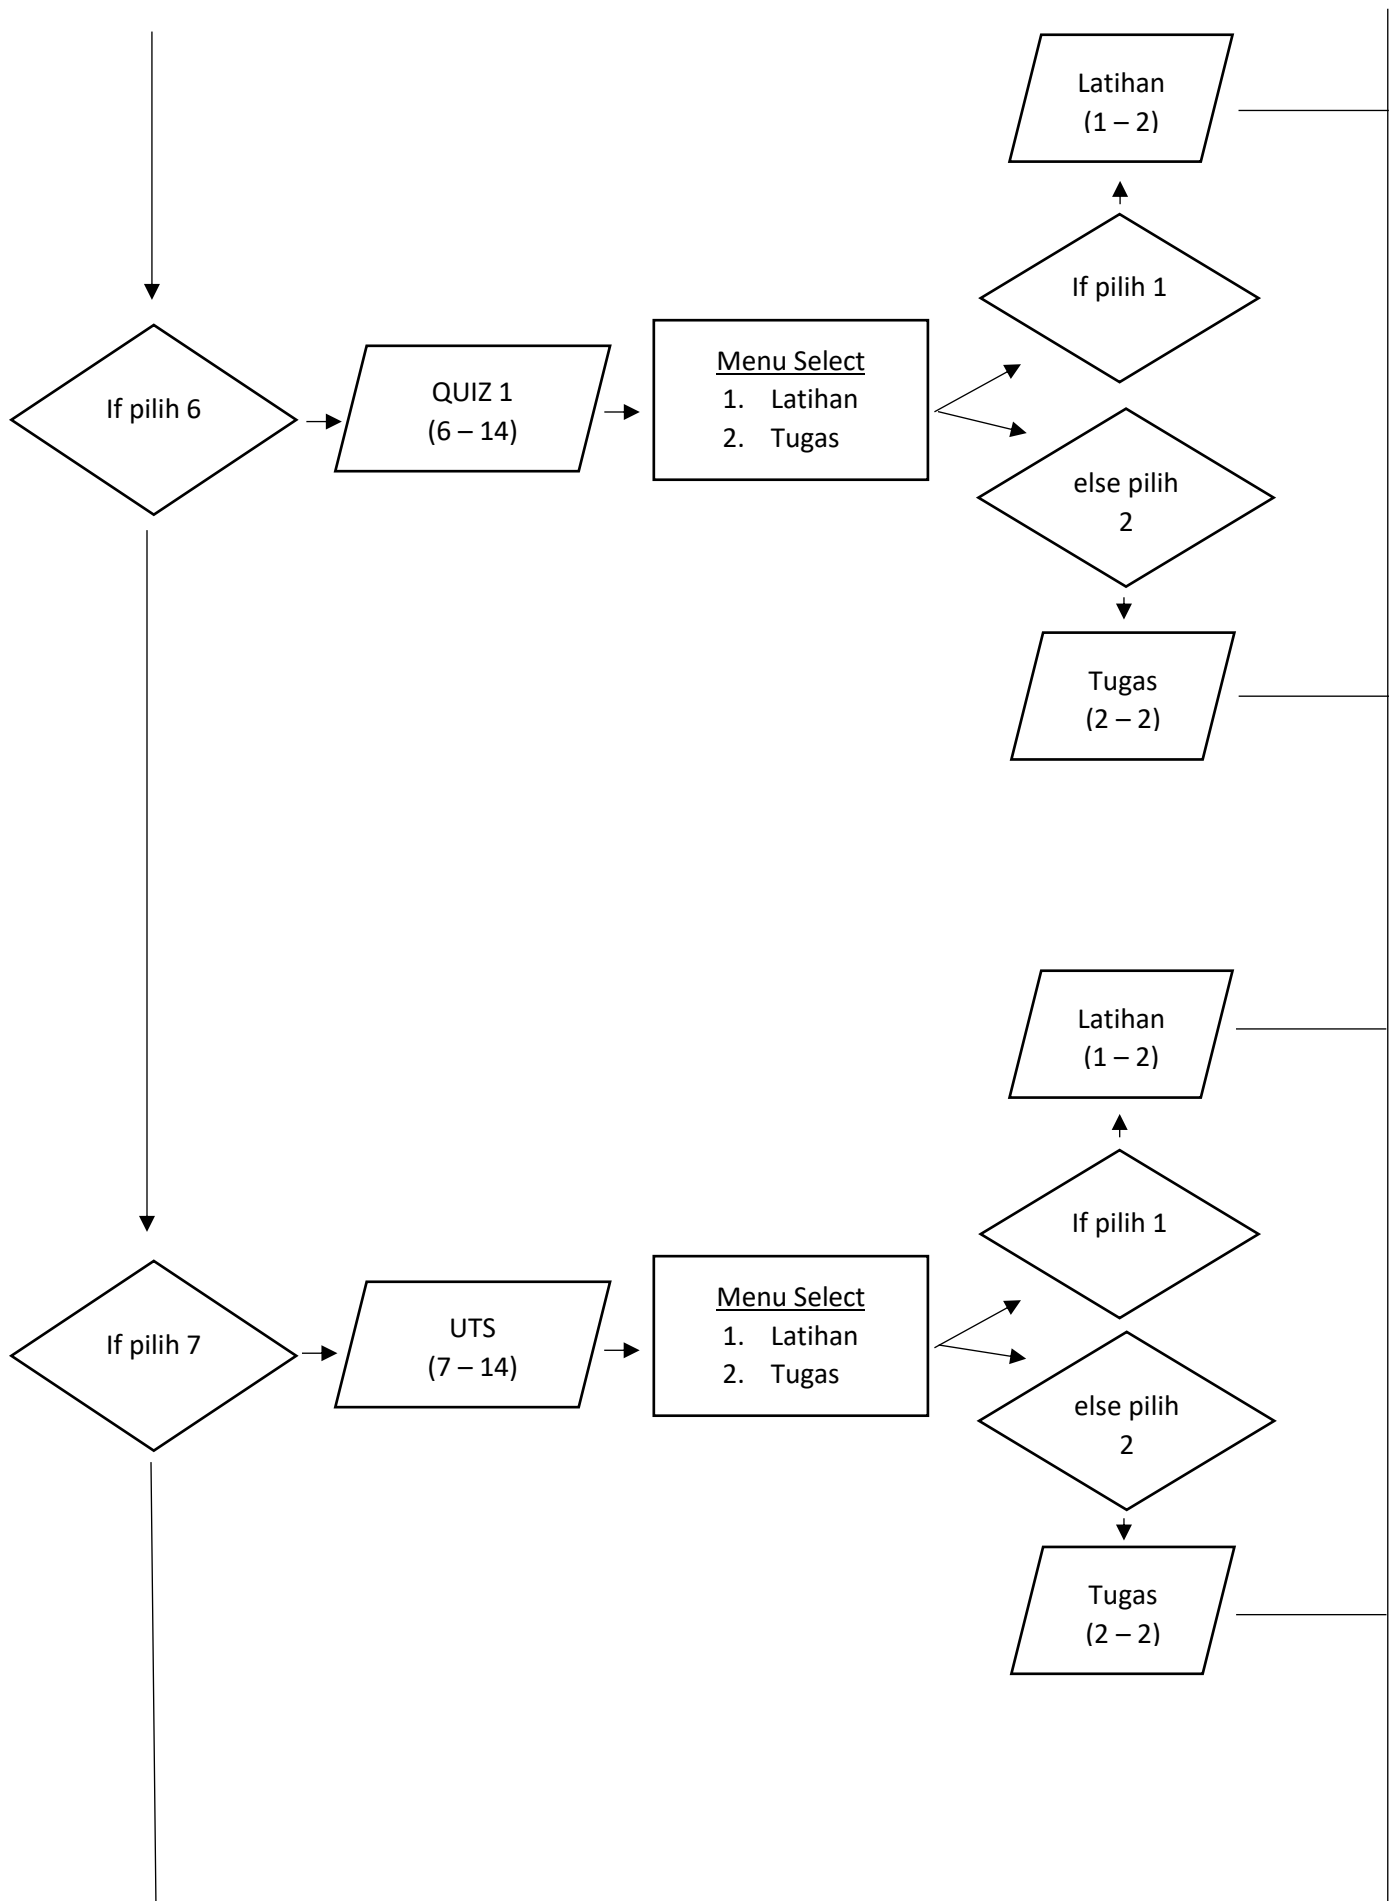 Latihan
(1 – 2)
If pilih 1
If pilih 6
QUIZ 1
(6 – 14)
Menu Select
1. Latihan
2. Tugas
else pilih
2
Tugas
(2 – 2)
Latihan
(1 – 2)
If pilih 1
If pilih 7
UTS
(7 – 14)
Menu Select
1. Latihan
2. Tugas
else pilih
2
Tugas
(2 – 2)